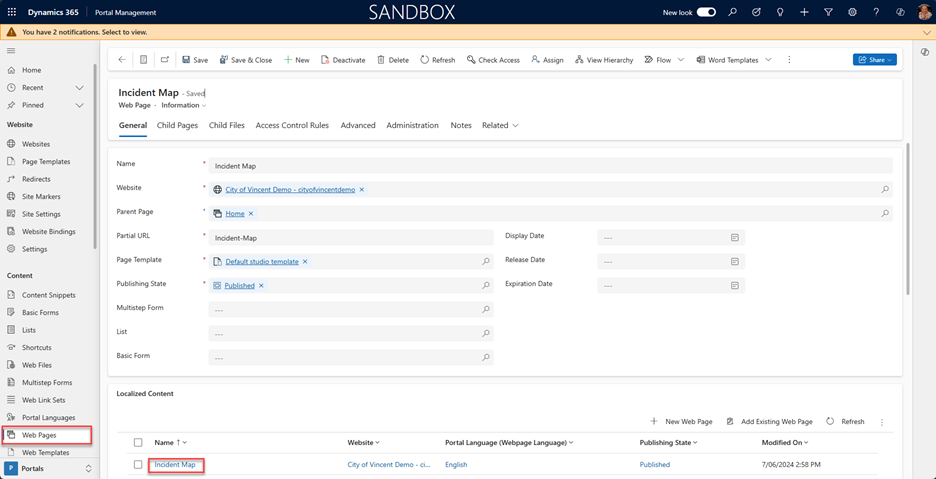 Dynamics 365 Portal Management SANDBOX New look
You have 2 notifications. Select to view.
Home
Recent
Pinned
Website
Websites
Page Templates
Redirects
Site Markers
Site Settings
Website Bindings
Settings
Content
Content Snippets
Basic Forms
Lists
Shortcuts
Web Files
Multistep Forms
Web Link Sets
Portal Languages
Web Pages
Web Templates
P Portals
Save Save & Close New Deactivate Delete Refresh Check Access Assign View Hierarchy Flow Word Templates Share
Incident Map - Saved
Web Page · Information
General Child Pages Child Files Access Control Rules Advanced Administration Notes Related
Name * Incident Map
Website * City of Vincent Demo - cityofvincentdemo
Parent Page * Home
Partial URL * Incident-Map Display Date ---
Page Template * Default studio template Release Date ---
Publishing State * Published Expiration Date ---
Multistep Form ---
List ---
Basic Form ---
Localized Content
New Web Page Add Existing Web Page Refresh
Name ↑ Website Portal Language (Webpage Language) Publishing State Modified On
Incident Map City of Vincent Demo - ci... English Published 7/06/2024 2:58 PM